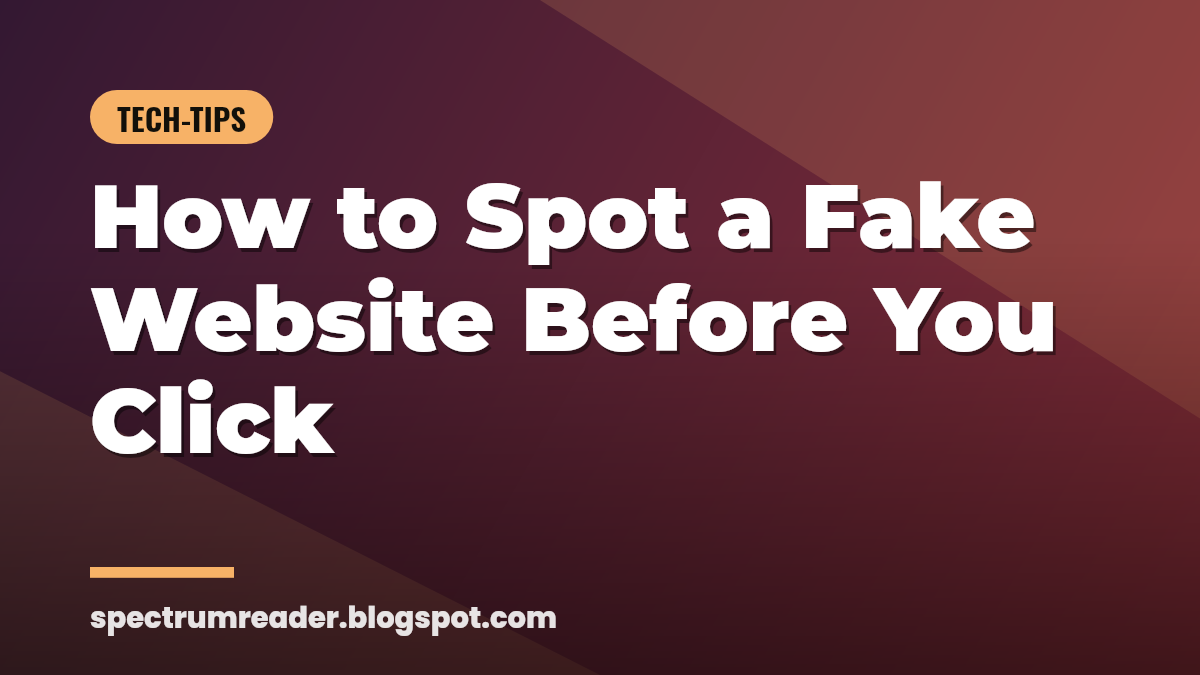 TECH-TIPS
How to Spot a Fake
Website Before You
Click
spectrumreader.blogspot.com